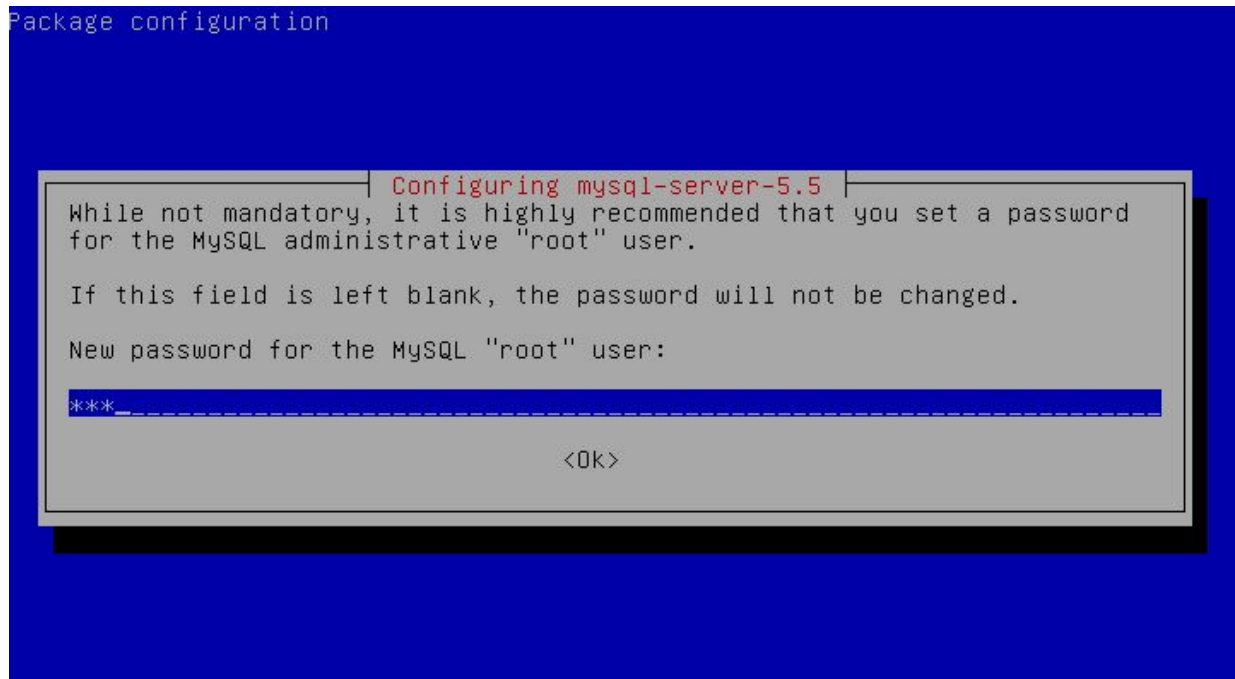 Package configuration
Configuring mysql-server-5.5
While not mandatory, it is highly recommended that you set a password
for the MySQL administrative "root" user.
If this field is left blank, the password will not be changed.
New password for the MySQL "root" user:
***_
<Ok>